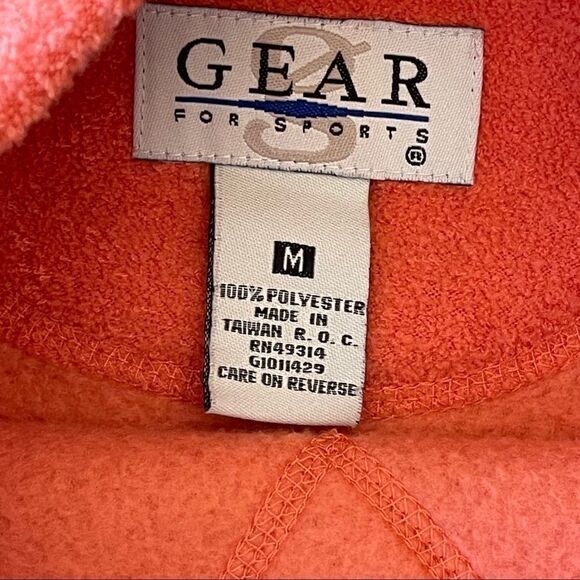 GEAR
FOR SPORTS
®
M
100% POLYESTER
MADE IN
TAIWAN R. O. C.
RN49314
G1011429
CARE ON REVERSE